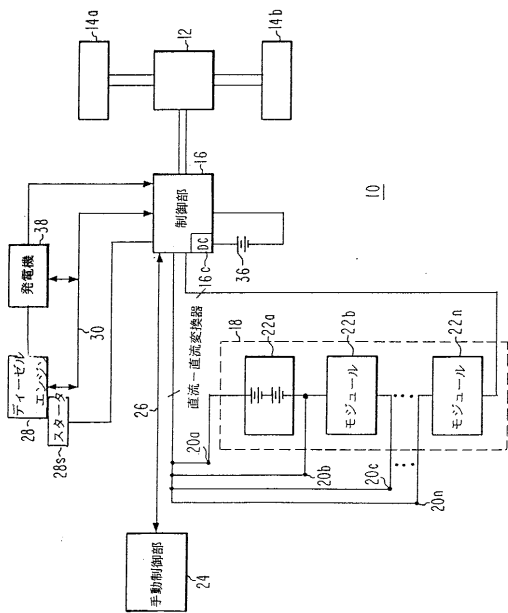 14a
12
14b
16
制御部
DC
16c
36
10
38
発電機
30
ディーゼル
エンジン
28
スタータ
28s
直流－直流変換器
26
18
22a
22b
モジュール
22n
モジュール
20a
20b
20c
20n
手動制御部
24